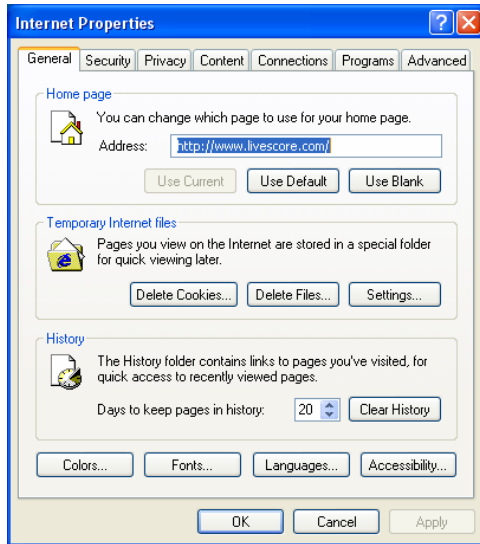 Internet Properties
General Security Privacy Content Connections Programs Advanced
Home page
You can change which page to use for your home page.
Address: http://www.livescore.com/
Use Current Use Default Use Blank
Temporary Internet files
Pages you view on the Internet are stored in a special folder
for quick viewing later.
Delete Cookies... Delete Files... Settings...
History
The History folder contains links to pages you've visited, for
quick access to recently viewed pages.
Days to keep pages in history: 20 Clear History
Colors... Fonts... Languages... Accessibility...
OK Cancel Apply